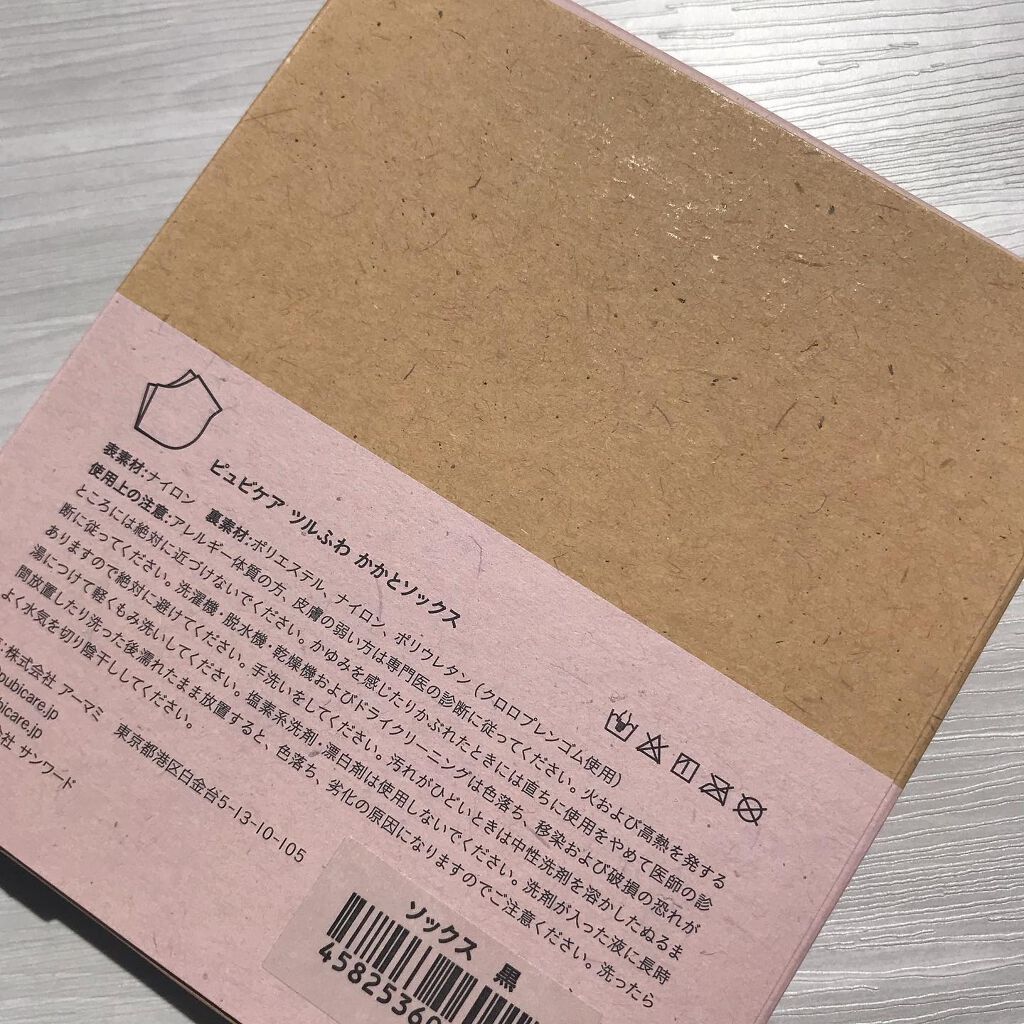 ピュビケア ツルふわ かかとソックス
表素材:ナイロン 裏素材:ポリエステル、ナイロン、ポリウレタン(クロロプレンゴム使用)
使用上の注意:アレルギー体質の方、皮膚の弱い方は専門医の診断に従ってください。火および高熱を発する
ところには絶対に近づけないでください。かゆみを感じたりかぶれたときには直ちに使用をやめて医師の診
断に従ってください。洗濯機・脱水機・乾燥機およびドライクリーニングは色落ち、移染および破損の恐れが
ありますので絶対に避けてください。手洗いをしてください。汚れがひどいときは中性洗剤を溶かしたぬるま
湯につけて軽くもみ洗いしてください。塩素系洗剤・漂白剤は使用しないでください。洗剤が入った液に長時
間放置したり洗った後濡れたまま放置すると、色落ち、劣化の原因になりますのでご注意ください。洗ったら
よく水気を切り陰干ししてください。
:株式会社 アーマミ 東京都港区白金台5-13-10-105
pubicare.jp
bicare.jp
会社 サンワード
ソックス 黒
45825360